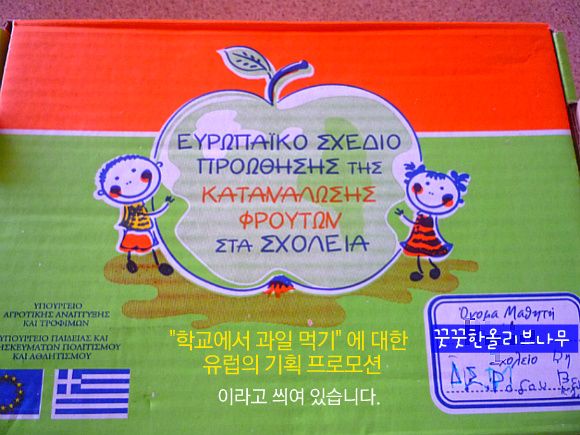 ΕΥΡΩΠΑΪΚΟ ΣΧΕΔΙΟ
ΠΡΟΩΘΗΣΗΣ ΤΗΣ
ΚΑΤΑΝΑΛΩΣΗΣ
ΦΡΟΥΤΩΝ
ΣΤΑ ΣΧΟΛΕΙΑ
ΥΠΟΥΡΓΕΙΟ
ΑΓΡΟΤΙΚΗΣ ΑΝΑΠΤΥΞΗΣ
ΚΑΙ ΤΡΟΦΙΜΩΝ
ΥΠΟΥΡΓΕΙΟ ΠΑΙΔΕΙΑΣ ΚΑΙ
ΘΡΗΣΚΕΥΜΑΤΩΝ ΠΟΛΙΤΙΣΜΟΥ
ΚΑΙ ΑΘΛΗΤΙΣΜΟΥ
"학교에서 과일 먹기" 에 대한
유럽의 기획 프로모션
이라고 씌여 있습니다.
Όνομα Μαθητή
꿋꿋한올리브나무
Σχολείο